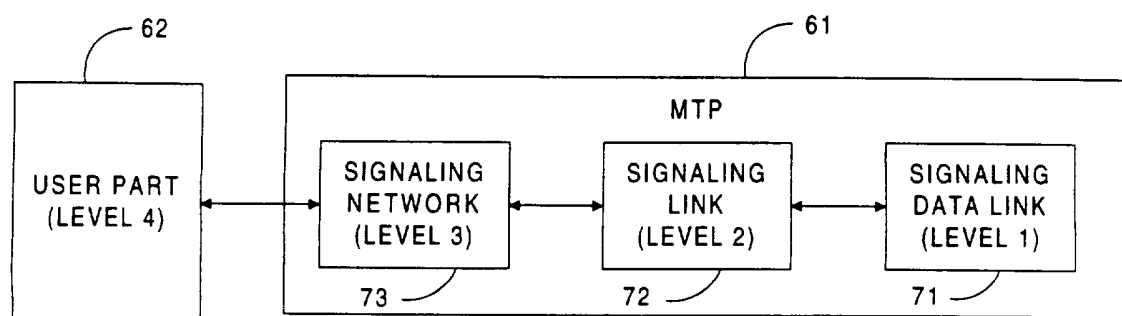 62
61
MTP
USER PART
(LEVEL 4)
SIGNALING
NETWORK
(LEVEL 3)
SIGNALING
LINK
(LEVEL 2)
SIGNALING
DATA LINK
(LEVEL 1)
73
72
71